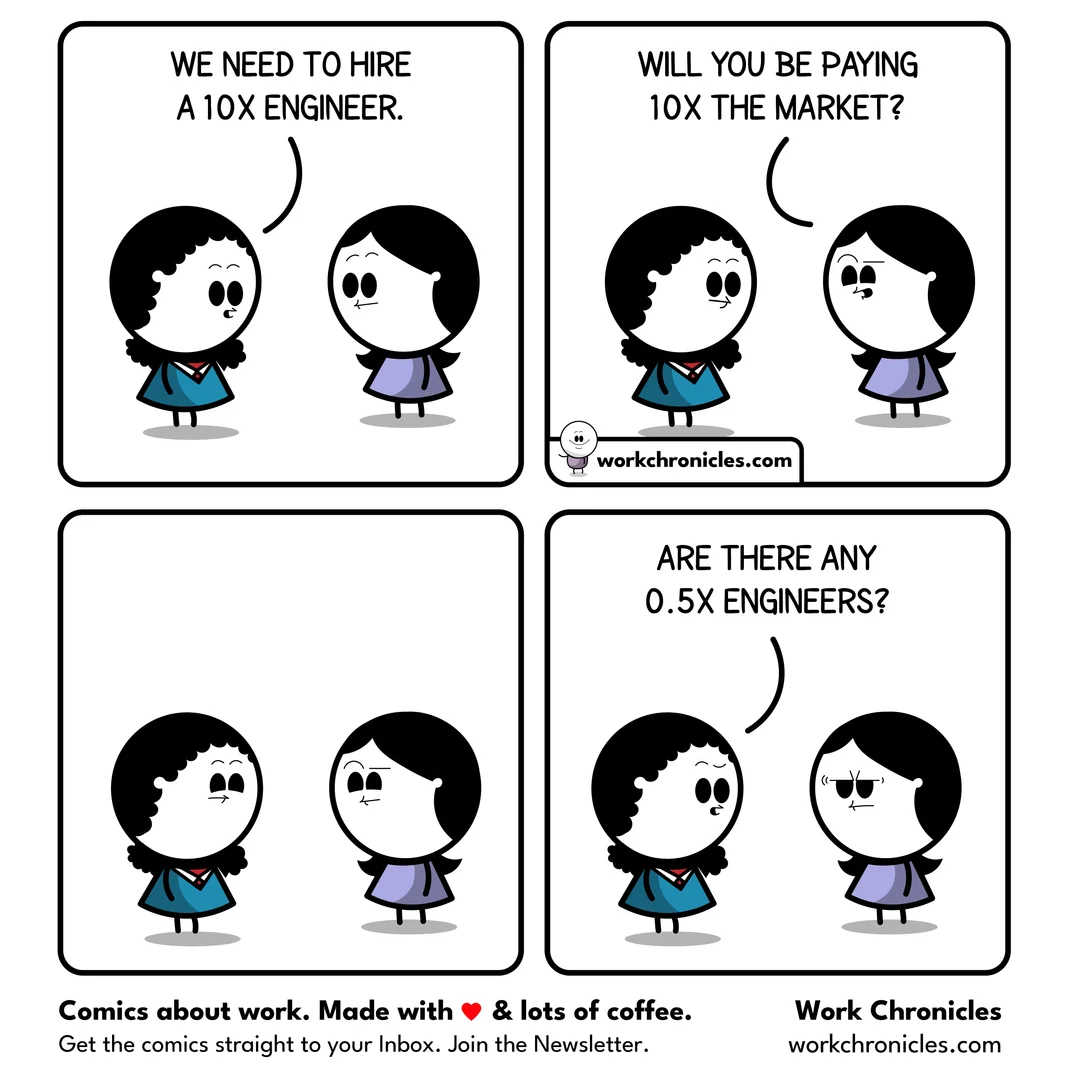 WE NEED TO HIRE
A 10X ENGINEER.
WILL YOU BE PAYING
10X THE MARKET?
workchronicles.com
ARE THERE ANY
0.5X ENGINEERS?
Comics about work. Made with ❤ & lots of coffee.
Get the comics straight to your Inbox. Join the Newsletter.
Work Chronicles
workchronicles.com